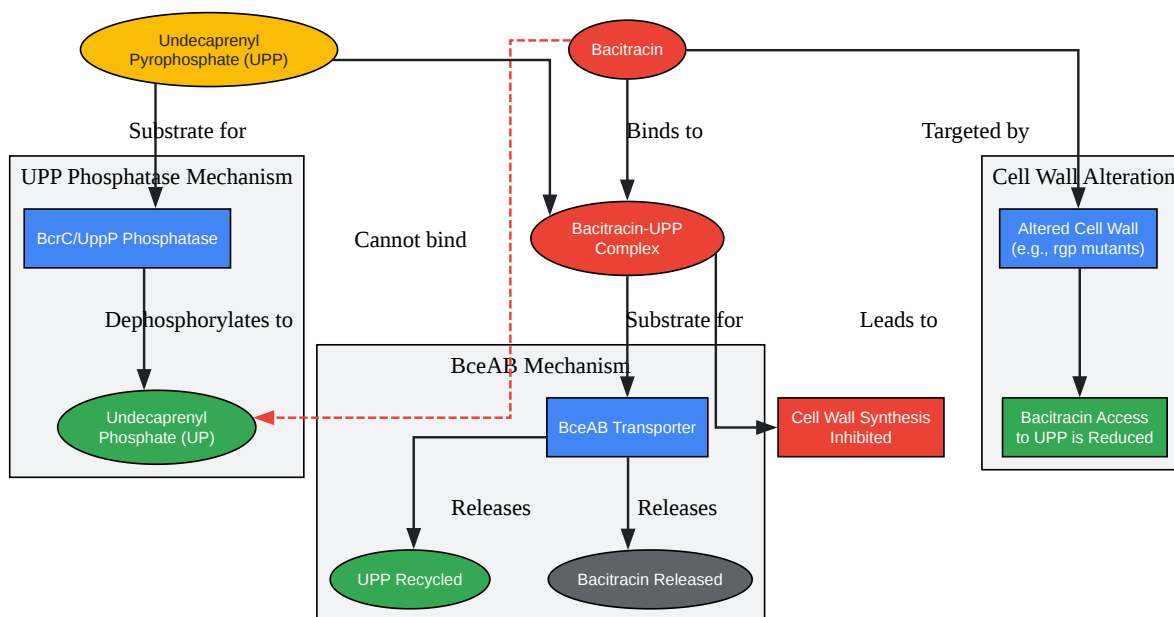 Undecaprenyl
Pyrophosphate (UPP)
Bacitracin
Substrate for
Binds to
Targeted by
UPP Phosphatase Mechanism
Cell Wall Alteration
BcrC/UppP Phosphatase
Cannot bind
Bacitracin-UPP
Complex
Altered Cell Wall
(e.g., rgp mutants)
Dephosphorylates to
Substrate for
Leads to
BceAB Mechanism
Undecaprenyl
Phosphate (UP)
BceAB Transporter
Cell Wall Synthesis
Inhibited
Bacitracin Access
to UPP is Reduced
Releases
Releases
UPP Recycled
Bacitracin Released